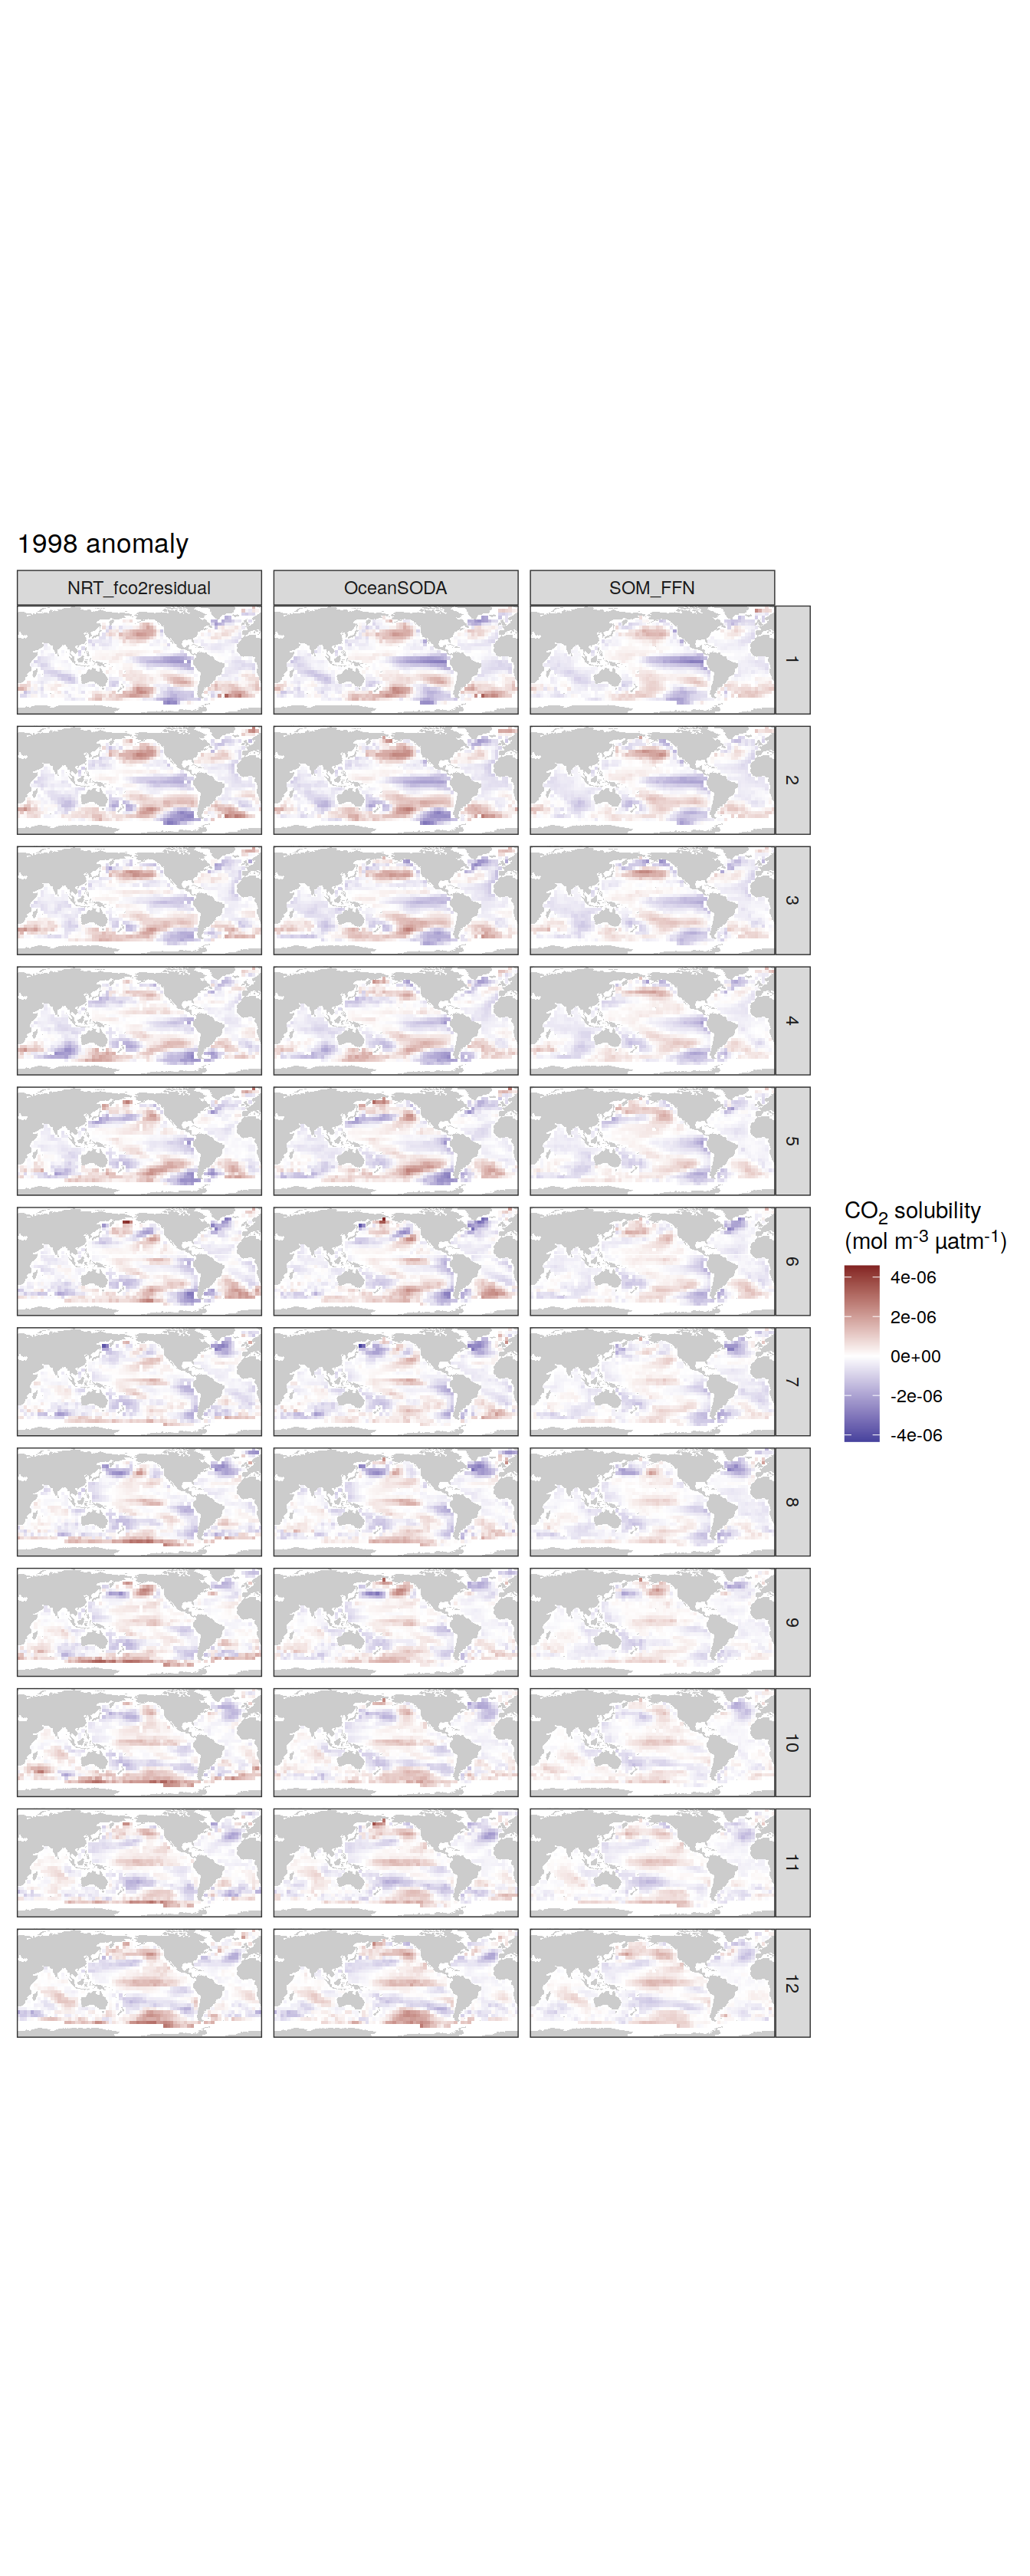 1998 anomaly
NRT_fco2residual OceanSODA SOM_FFN
1
2
3
4
5
6
7
8
9
10
11
12
CO₂ solubility
(mol m⁻³ µatm⁻¹)
4e-06
2e-06
0e+00
-2e-06
-4e-06